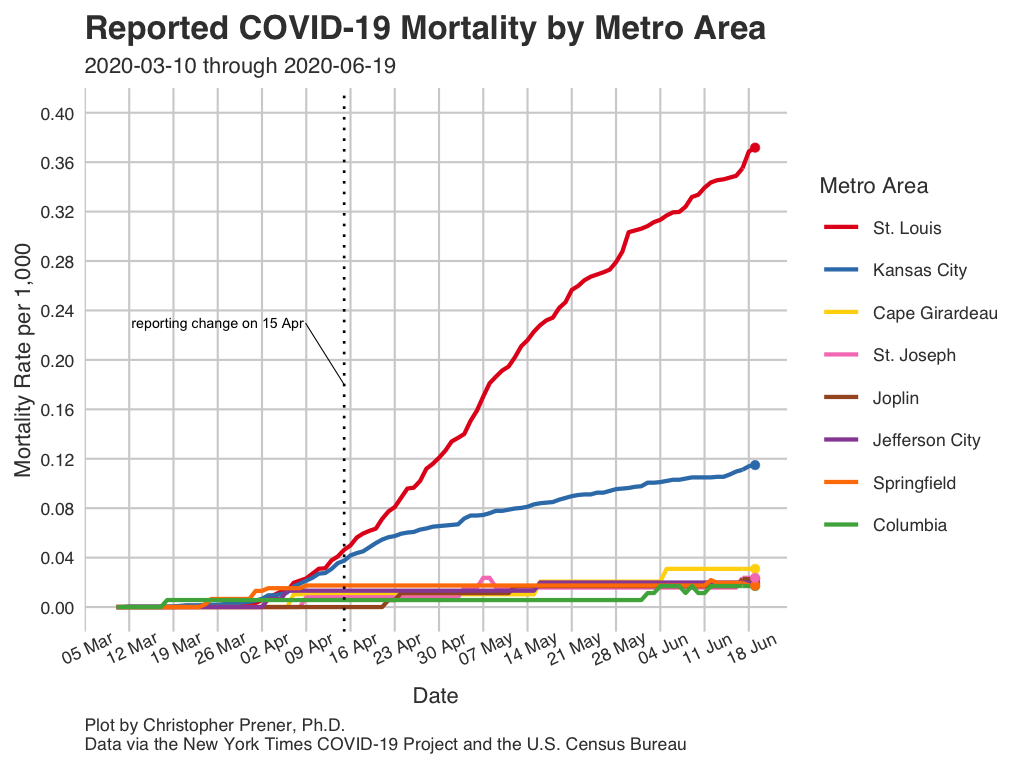 Reported COVID-19 Mortality by Metro Area
2020-03-10 through 2020-06-19
Mortality Rate per 1,000
0.40
0.36
0.32
0.28
0.24
0.20
0.16
0.12
0.08
0.04
0.00
reporting change on 15 Apr
05 Mar
12 Mar
19 Mar
26 Mar
02 Apr
09 Apr
16 Apr
23 Apr
30 Apr
07 May
14 May
21 May
28 May
04 Jun
11 Jun
18 Jun
Date
Metro Area
St. Louis
Kansas City
Cape Girardeau
St. Joseph
Joplin
Jefferson City
Springfield
Columbia
Plot by Christopher Prener, Ph.D.
Data via the New York Times COVID-19 Project and the U.S. Census Bureau